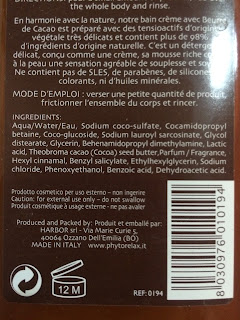 the whole body and rinse.
En harmonie avec la nature, notre bain crème avec Beurre
de Cacao est préparé avec des tensioactifs d'origine
végétale très délicats et contient plus de 98%
d'ingrédients d'origine naturelle. C'est un détergent
délicat, conçu comme une crème, sa mousse riche
à la peau une sensation agréable de souplesse et
Ne contient pas de SLES, de parabènes, de silicone,
colorants, ni d'huiles minérales.
MODE D'EMPLOI : verser une petite quantité de produit,
frictionner l'ensemble du corps et rincer.
INGREDIENTS:
Aqua/Water/Eau, Sodium coco-sulfate, Cocamidopropyl
betaine, Coco-glucoside, Sodium lauroyl sarcosinate, Glycol
distearate, Glycerin, Behenamidopropyl dimethylamine,
Lactic acid, Theobroma cacao (Cocoa) seed butter, Parfum / Fragrance,
Hexyl cinnamal, Benzyl salicylate, Ethylhexylglycerin, Sodium
chloride, Phenoxyethanol, Benzoic acid, Dehydroacetic acid.
Prodotto cosmetico per uso esterno – non ingerire
Caution: for external use only – do not swallow
Produit cosmétique à usage externe - ne pas avaler
Produced and Packed by: / Produit et emballé par:
HARBOR srl - Via Marie Curie 5,
40064 Ozzano Dell'Emilia (BO)
MADE IN ITALY www.phytorelax.it
12 M
REF: 0194
8 030976 010194